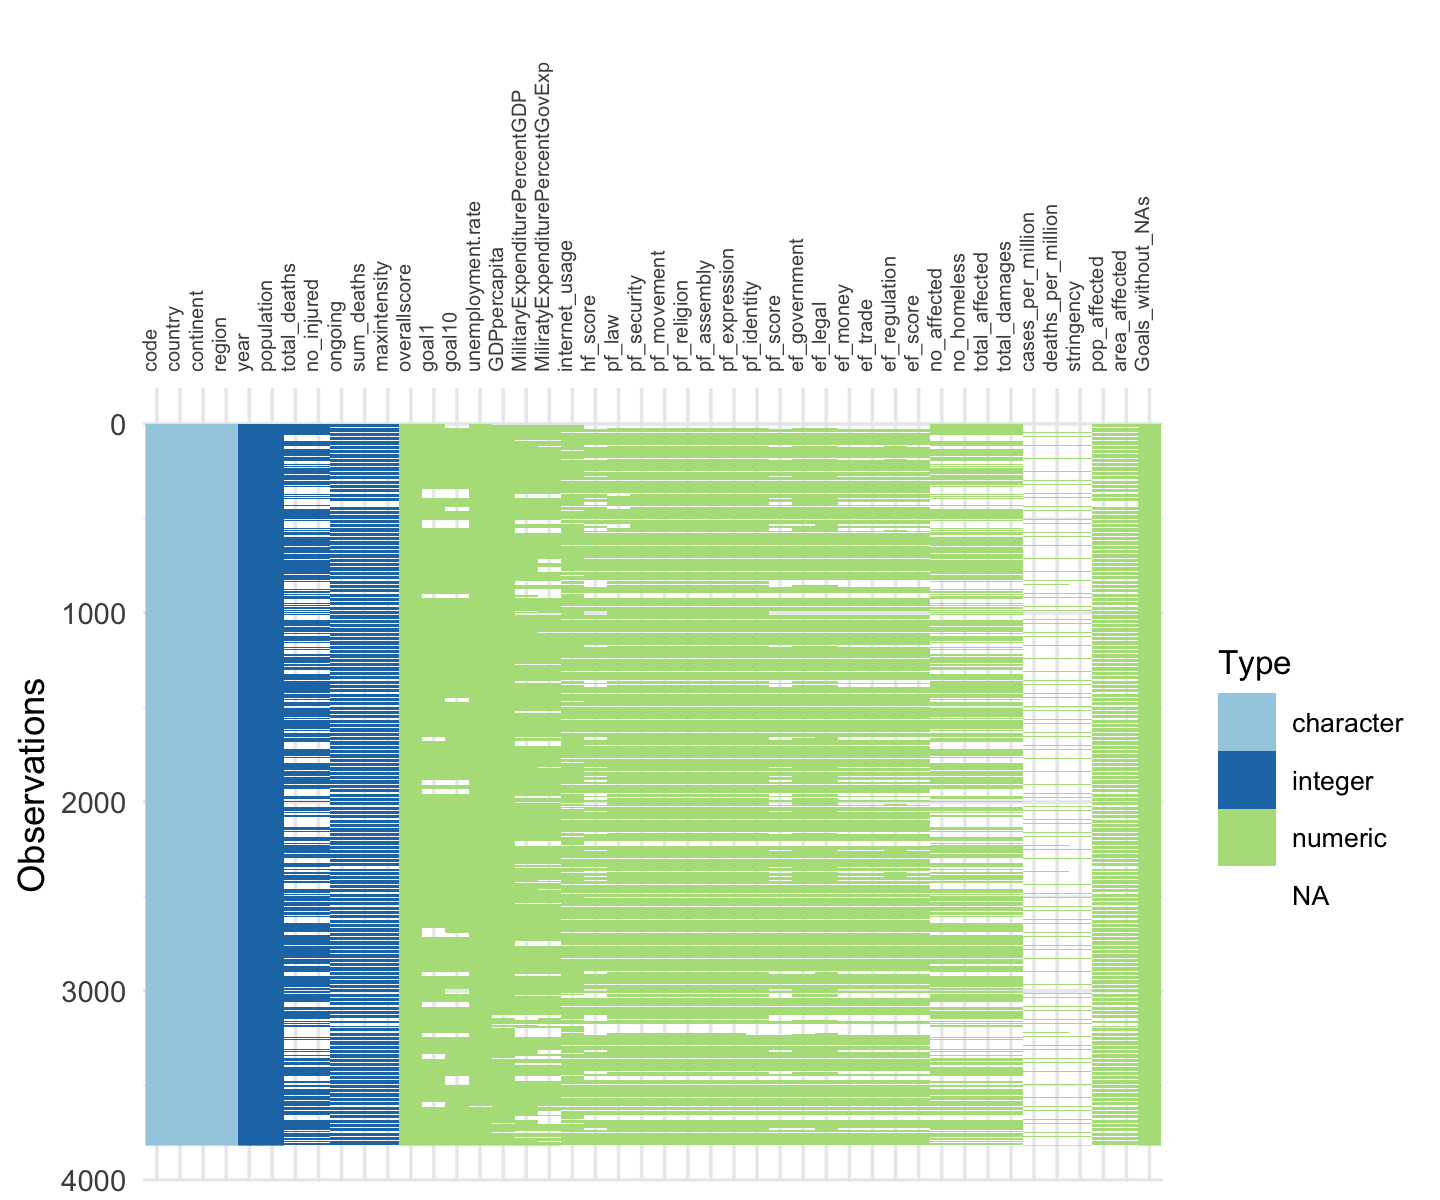 code
country
continent
region
year
population
total_deaths
no_injured
ongoing
sum_deaths
maxintensity
overallscore
goal1
goal10
unemployment.rate
GDPpercapita
MilitaryExpenditurePercentGDP
MiliratyExpenditurePercentGovExp
internet_usage
hf_score
pf_law
pf_security
pf_movement
pf_religion
pf_assembly
pf_expression
pf_identity
pf_score
ef_government
ef_legal
ef_money
ef_trade
ef_regulation
ef_score
no_affected
no_homeless
total_affected
total_damages
cases_per_million
deaths_per_million
stringency
pop_affected
area_affected
Goals_without_NAs
Observations
0
1000
2000
3000
4000
Type
character
integer
numeric
NA